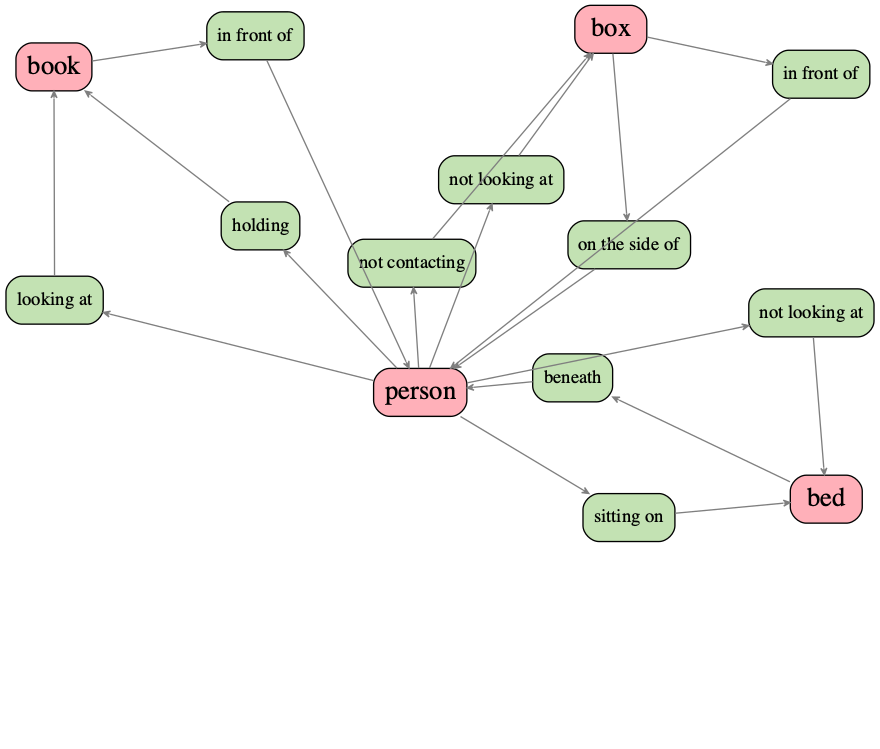 box
in front of
book
in front of
not looking at
holding
on the side of
not contacting
looking at
not looking at
beneath
person
bed
sitting on